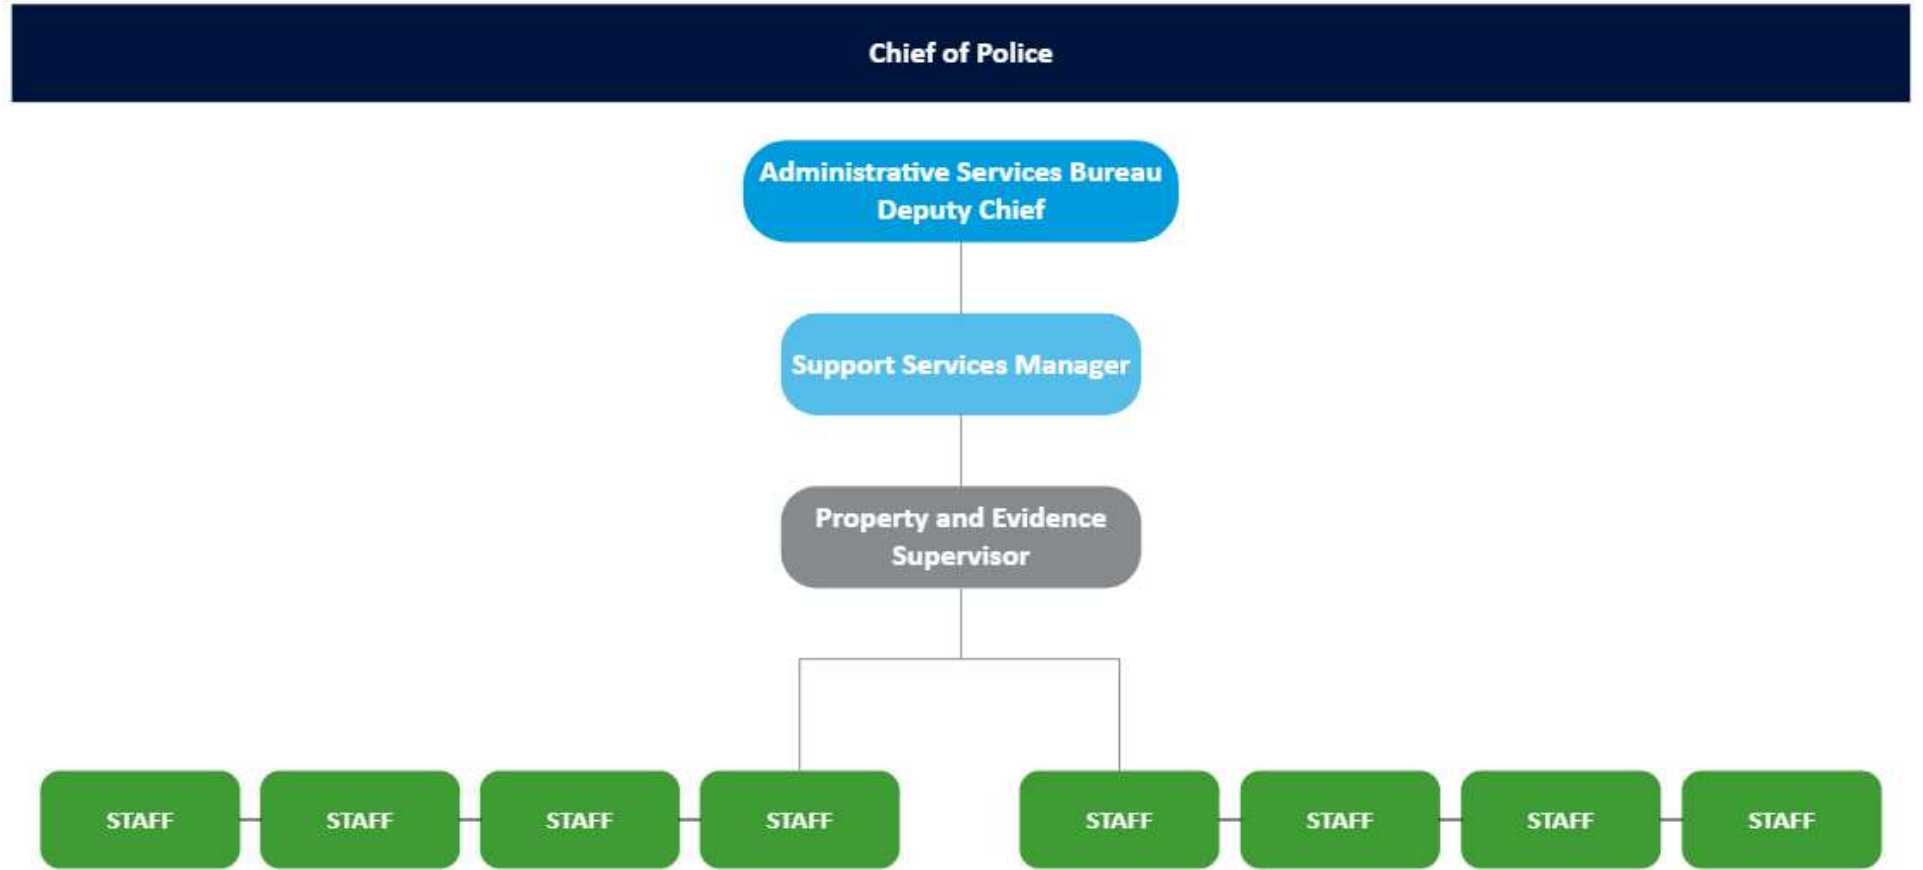 Chief of Police
Administrative Services Bureau
Deputy Chief
Support Services Manager
Property and Evidence
Supervisor
STAFF
STAFF
STAFF
STAFF
STAFF
STAFF
STAFF
STAFF